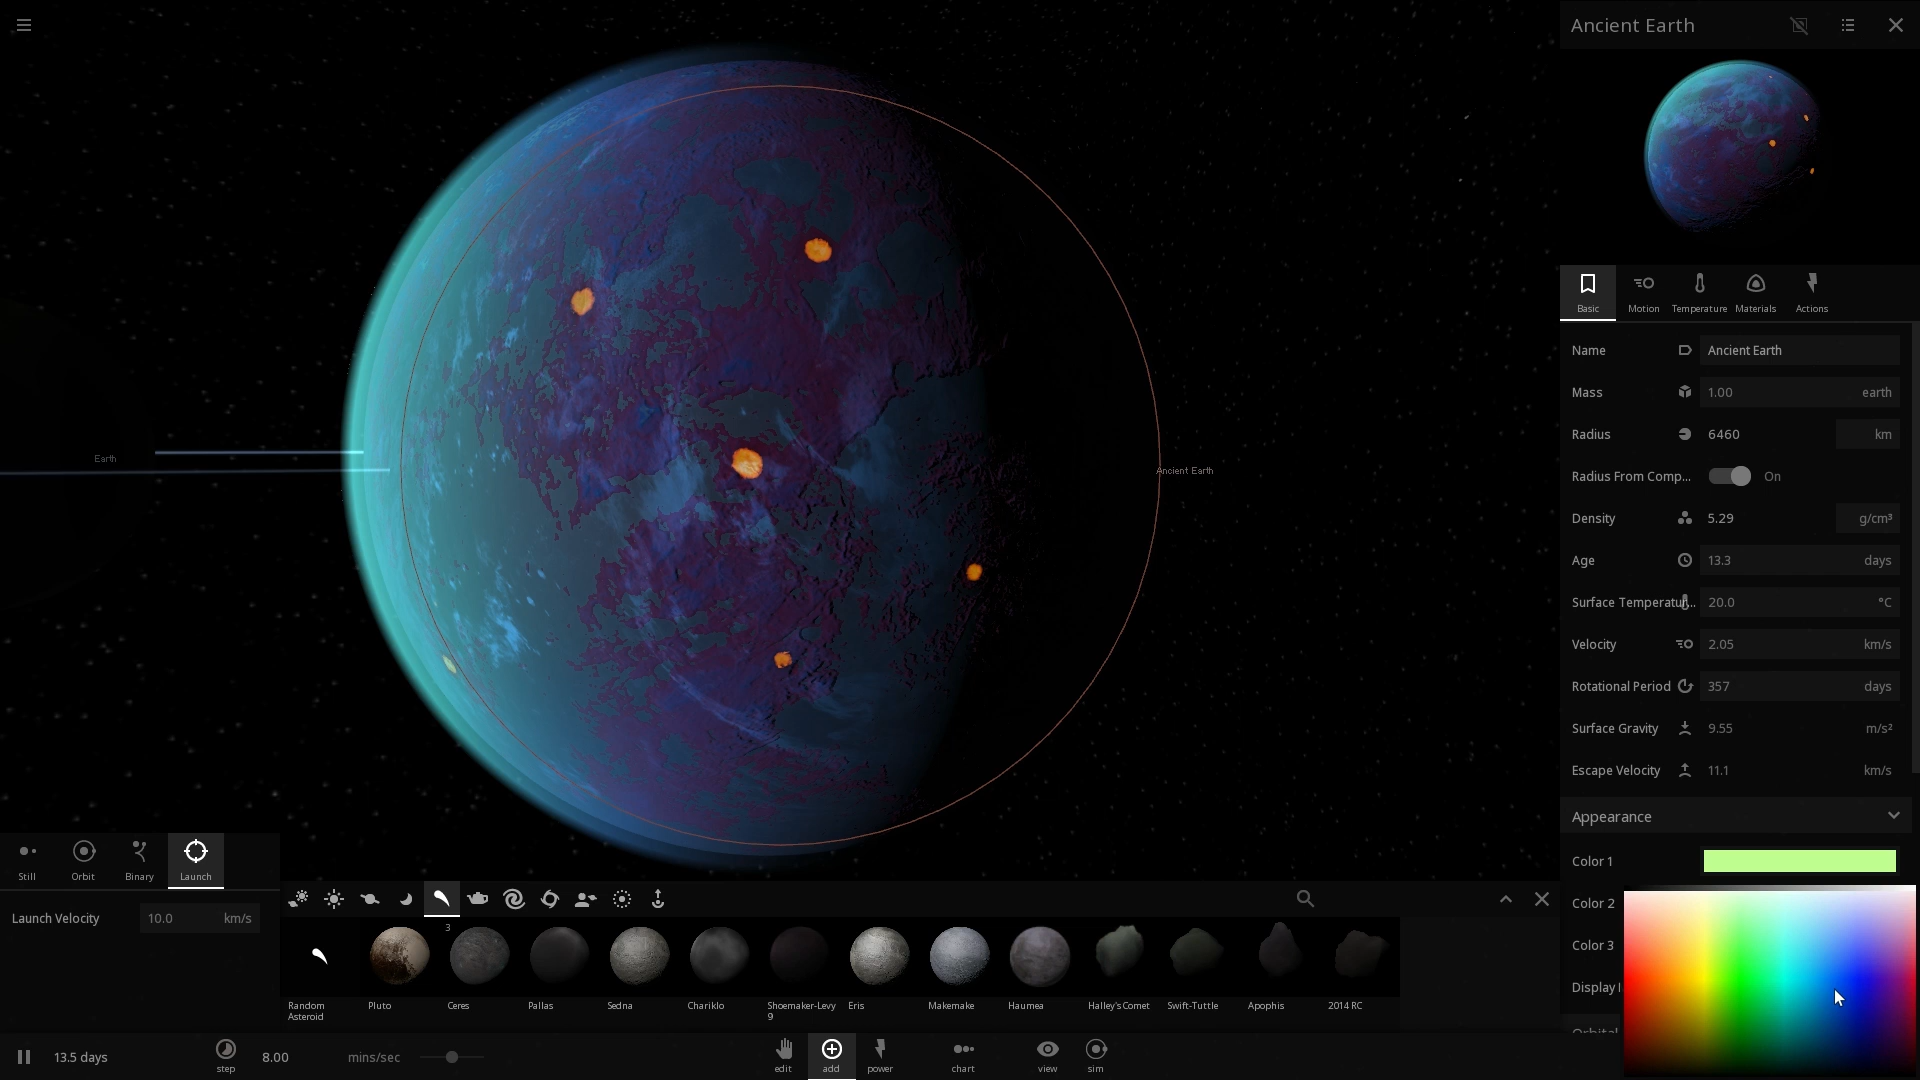 Ancient Earth
Basic
Motion
Temperature
Materials
Actions
Name
Ancient Earth
Mass
1.00
earth
Radius
6460
km
Radius From Comp...
On
Density
5.29
g/cm³
Age
13.3
days
Surface Temperatur...
20.0
°C
Velocity
2.05
km/s
Rotational Period
357
days
Surface Gravity
9.55
m/s²
Escape Velocity
11.1
km/s
Appearance
Color 1
Color 2
Color 3
Display
Orbital
Earth
Ancient Earth
Still
Orbit
Binary
Launch
Launch Velocity
10.0
km/s
3
Random
Asteroid
Pluto
Ceres
Pallas
Sedna
Chariklo
Shoemaker-Levy
9
Eris
Makemake
Haumea
Halley's Comet
Swift-Tuttle
Apophis
2014 RC
13.5 days
step
8.00
mins/sec
edit
add
power
chart
view
sim